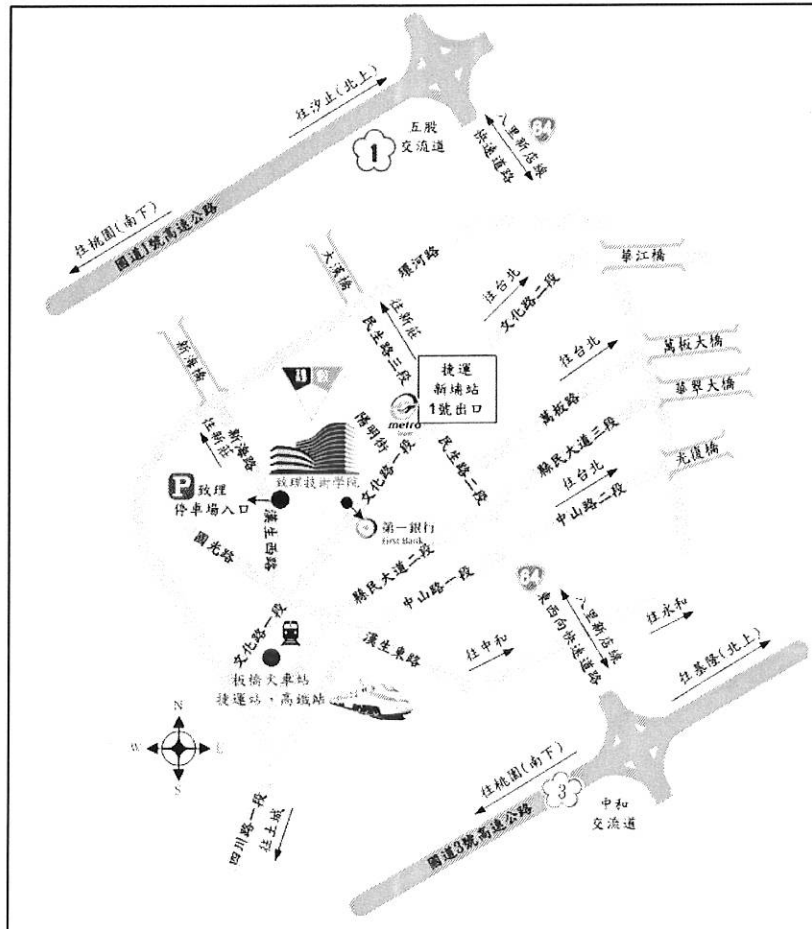 往汐止(北上)
五股
交流道
1
84
八里新店線
快速道路
往桃園(南下)
國道1號高速公路
大漢橋
環河路
華江橋
往新莊
往台北
文化路二段
民生路三段
新海橋
萬板大橋
往台北
捷運
新埔站
1號出口
華翠大橋
metro
萬板路
陽明街
新海路
往新莊
縣民大道三段
光復橋
文化路一段
民生路二段
往台北
中山路二段
致理技術學院
P 致理
停車場入口
漢生西路
第一銀行
First Bank
國光路
縣民大道二段
中山路一段
84
八里新店線
東西向快速道路
往永和
文化路一段
漢生東路
往中和
往基隆(北上)
板橋火車站
捷運站、高鐵站
N
W
E
S
往桃園(南下)
3
中和
交流道
國道3號高速公路
四川路一段
往土城